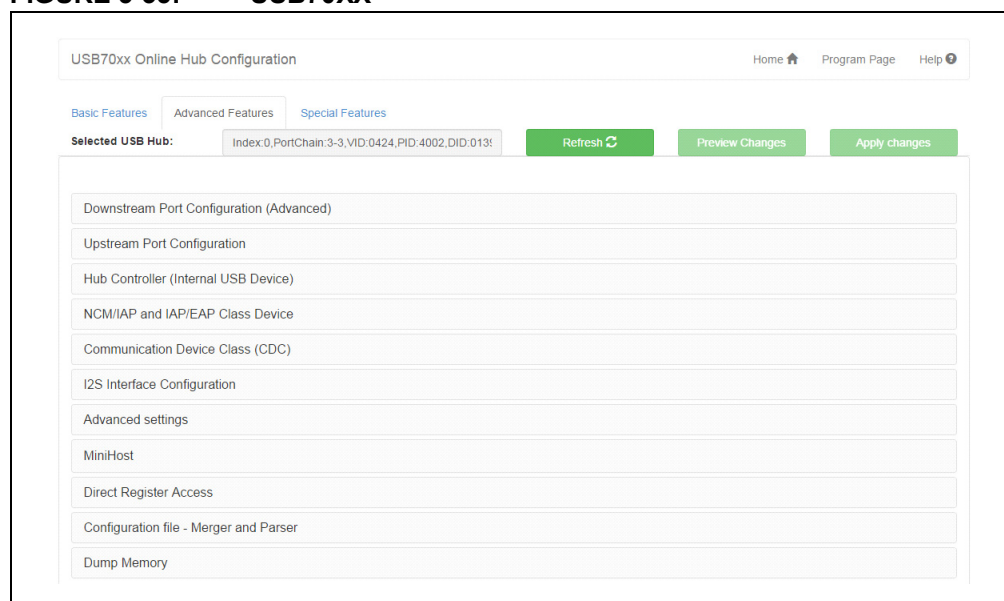 USB70xx Online Hub Configuration Home Program Page Help
Basic Features Advanced Features Special Features
Selected USB Hub: Index:0,PortChain:3-3,VID:0424,PID:4002,DID:0139 Refresh Preview Changes Apply changes
Downstream Port Configuration (Advanced)
Upstream Port Configuration
Hub Controller (Internal USB Device)
NCM/IAP and IAP/EAP Class Device
Communication Device Class (CDC)
I2S Interface Configuration
Advanced settings
MiniHost
Direct Register Access
Configuration file - Merger and Parser
Dump Memory